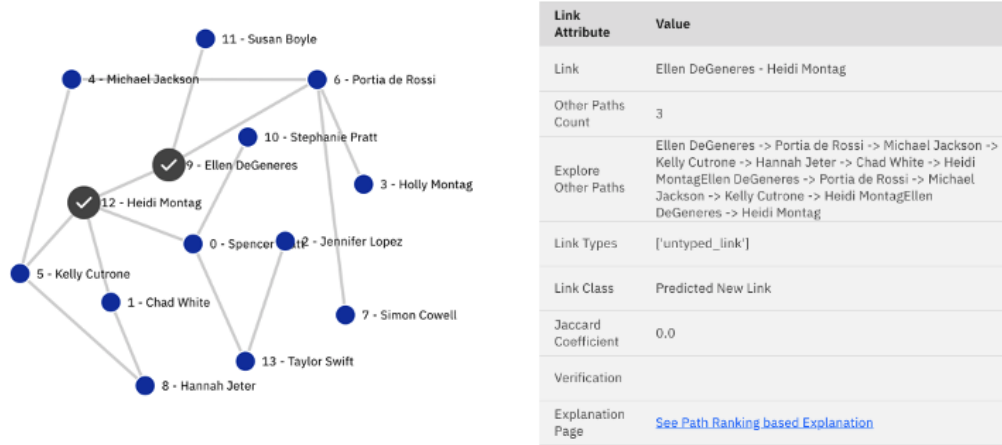 11 - Susan Boyle
4 - Michael Jackson
6 - Portia de Rossi
10 - Stephanie Pratt
9 - Ellen DeGeneres
3 - Holly Montag
12 - Heidi Montag
0 - Spencer
2 - Jennifer Lopez
5 - Kelly Cutrone
1 - Chad White
7 - Simon Cowell
13 - Taylor Swift
8 - Hannah Jeter
Link
Attribute
Value
Link
Ellen DeGeneres - Heidi Montag
Other Paths
Count
3
Explore
Other Paths
Ellen DeGeneres -> Portia de Rossi -> Michael Jackson ->
Kelly Cutrone -> Hannah Jeter -> Chad White -> Heidi
MontagEllen DeGeneres -> Portia de Rossi -> Michael
Jackson -> Kelly Cutrone -> Heidi MontagEllen
DeGeneres -> Heidi Montag
Link Types
['untyped_link']
Link Class
Predicted New Link
Jaccard
Coefficient
0.0
Verification
Explanation
Page
See Path Ranking based Explanation